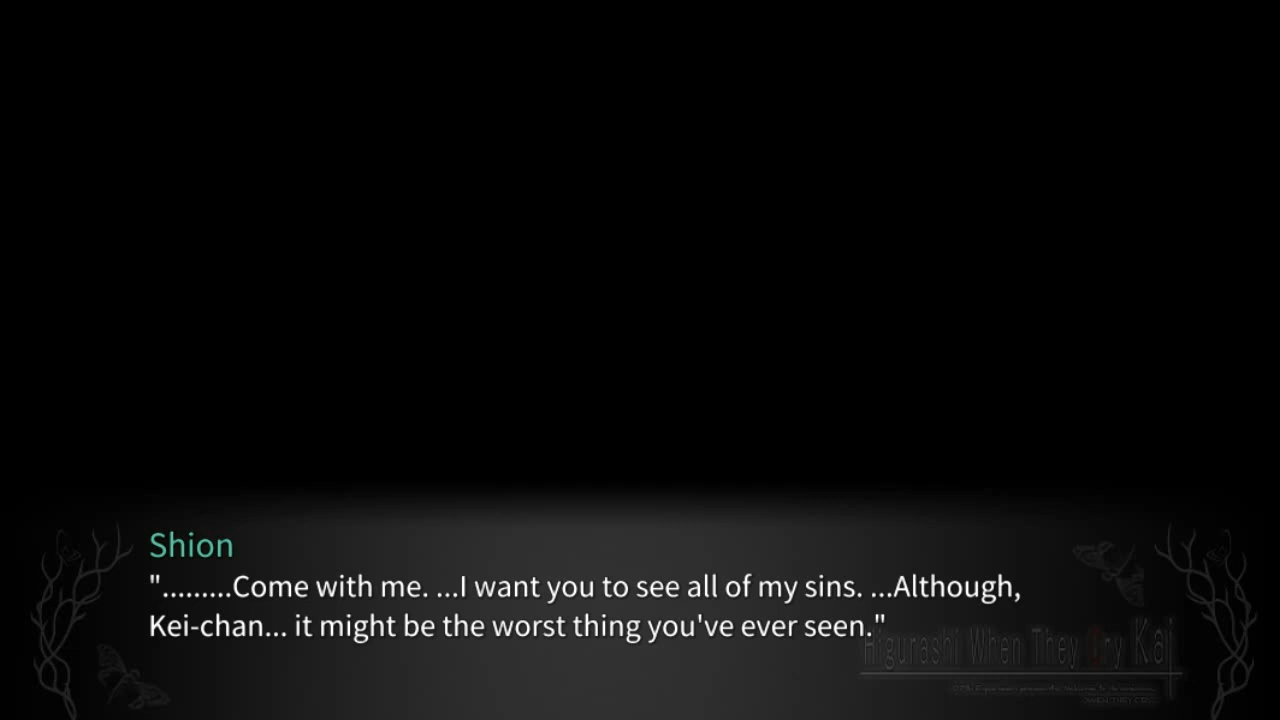 Shion
".........Come with me. ...I want you to see all of my sins. ...Although,
Kei-chan... it might be the worst thing you've ever seen."
Higurashi When They Cry Kai